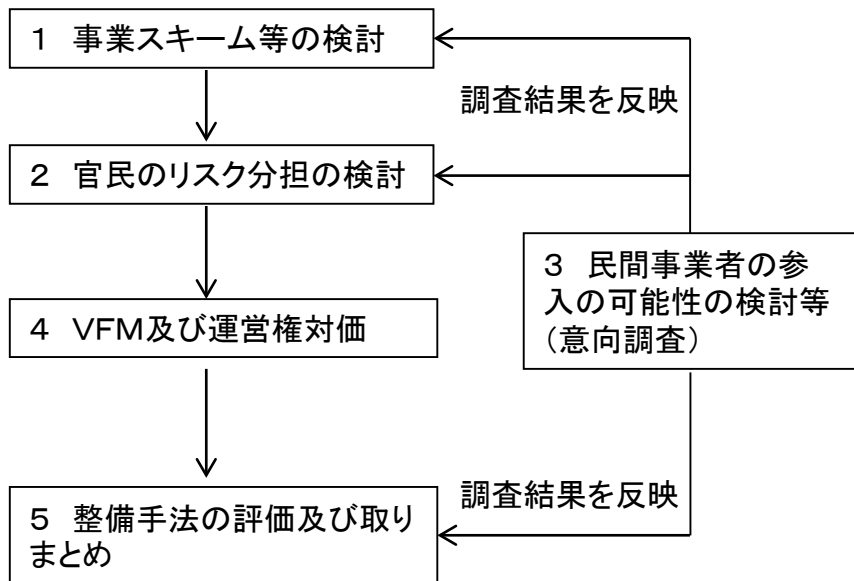 １　事業スキーム等の検討
調査結果を反映
２　官民のリスク分担の検討
３　民間事業者の参
入の可能性の検討等
（意向調査）
４　VFM及び運営権対価
調査結果を反映
５　整備手法の評価及び取り
まとめ